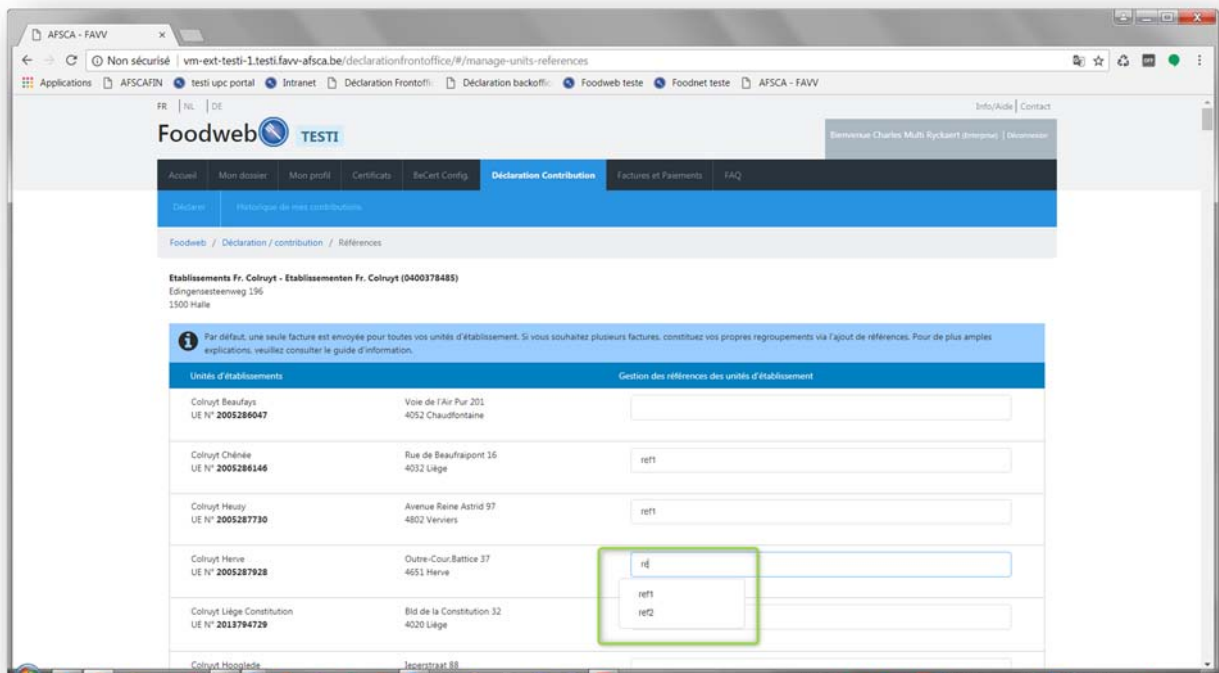 AFSCA - FAVV
Non sécurisé | vm-ext-testi-1.testi.favv-afsca.be/declarationfrontoffice/#/manage-units-references
Applications AFSCAFIN testi upc portal Intranet Déclaration Frontoffi Déclaration backoffic Foodweb teste Foodnet teste AFSCA - FAVV
FR | NL | DE Info/Aide | Contact
Foodweb TESTI
Bienvenue Charles Multi Ryckaert (Enterprise) | Déconnexion
Accueil Mon dossier Mon profil Certificats BeCert Config. Déclaration Contribution Factures et Paiements FAQ
Déclarer Historique de mes contributions
Foodweb / Déclaration / contribution / Références
Etablissements Fr. Colruyt - Etablissementen Fr. Colruyt (0400378485)
Edingensesteenweg 196
1500 Halle
Par défaut, une seule facture est envoyée pour toutes vos unités d'établissement. Si vous souhaitez plusieurs factures, constituez vos propres regroupements via l'ajout de références. Pour de plus amples
explications, veuillez consulter le guide d'information.
Unités d'établissements Gestion des références des unités d'établissement
Colruyt Beaufays Voie de l'Air Pur 201
UE N° 2005286047 4052 Chaudfontaine
Colruyt Chênée Rue de Beaufraipont 16 ref1
UE N° 2005286146 4032 Liège
Colruyt Heusy Avenue Reine Astrid 97 ref1
UE N° 2005287730 4802 Verviers
Colruyt Herve Outre-Cour,Battice 37 re
UE N° 2005287928 4651 Herve
ref1
ref2
Colruyt Liège Constitution Bld de la Constitution 32
UE N° 2013794729 4020 Liège
Colruyt Hooglede Ieperstraat 88